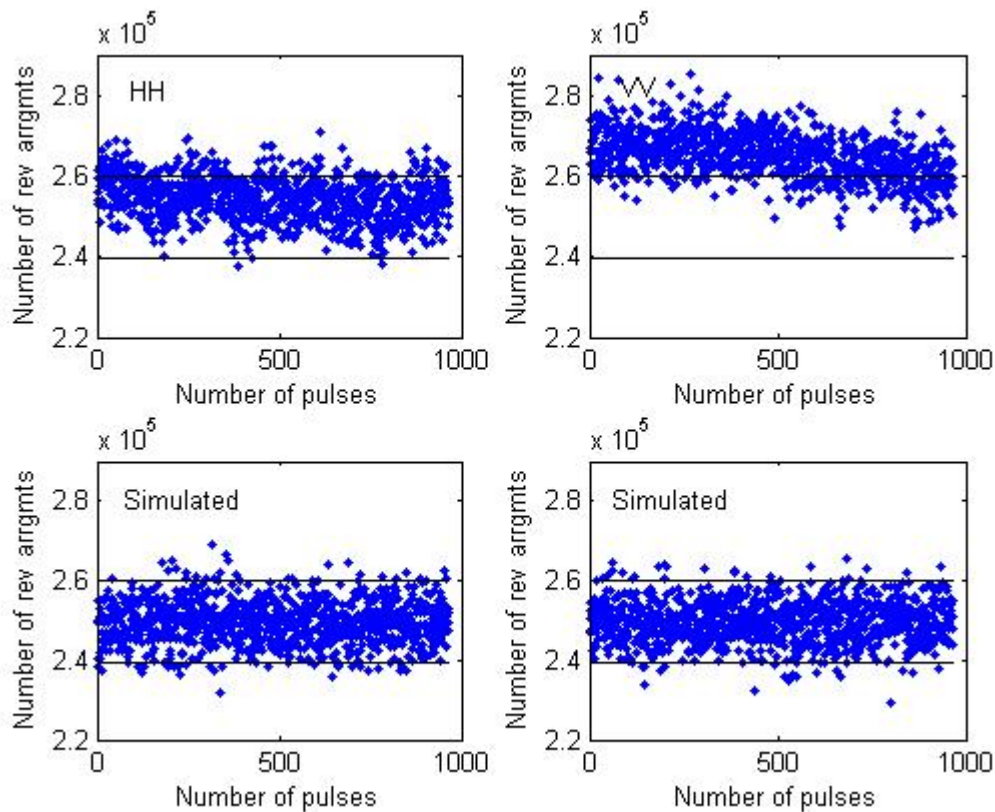 x 10^5
2.8
2.6
2.4
2.2
HH
Number of rev arrgmts
0
500
1000
Number of pulses
x 10^5
2.8
2.6
2.4
2.2
VV
Number of rev arrgmts
0
500
1000
Number of pulses
x 10^5
2.8
2.6
2.4
2.2
Simulated
Number of rev arrgmts
0
500
1000
Number of pulses
x 10^5
2.8
2.6
2.4
2.2
Simulated
Number of rev arrgmts
0
500
1000
Number of pulses